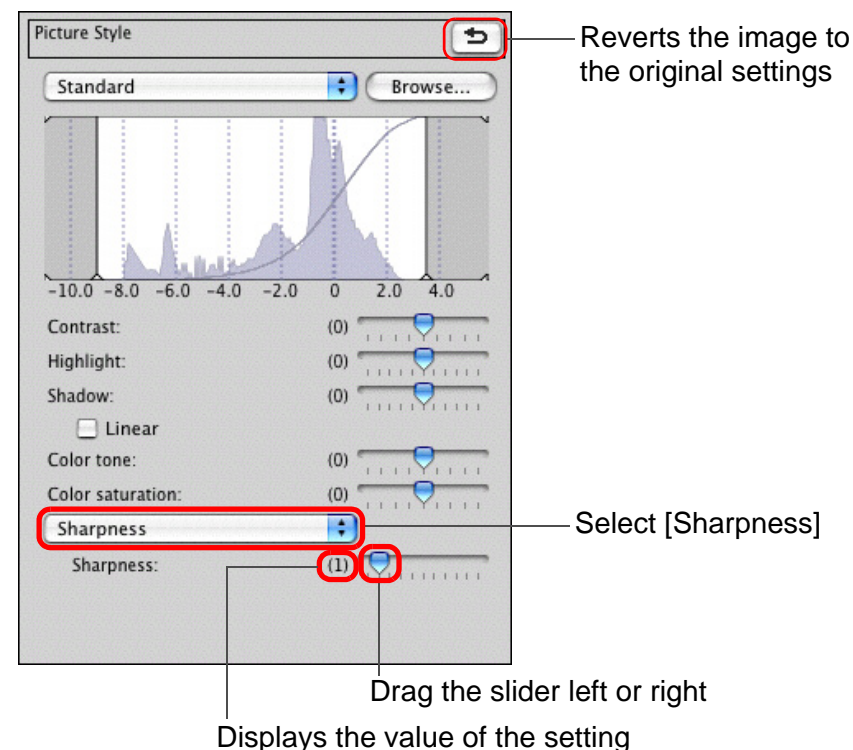 Picture Style
Reverts the image to
the original settings
Standard
Browse...
-10.0 -8.0 -6.0 -4.0 -2.0 0 2.0 4.0
Contrast: (0)
Highlight: (0)
Shadow: (0)
Linear
Color tone: (0)
Color saturation: (0)
Sharpness
Select [Sharpness]
Sharpness: (1)
Drag the slider left or right
Displays the value of the setting